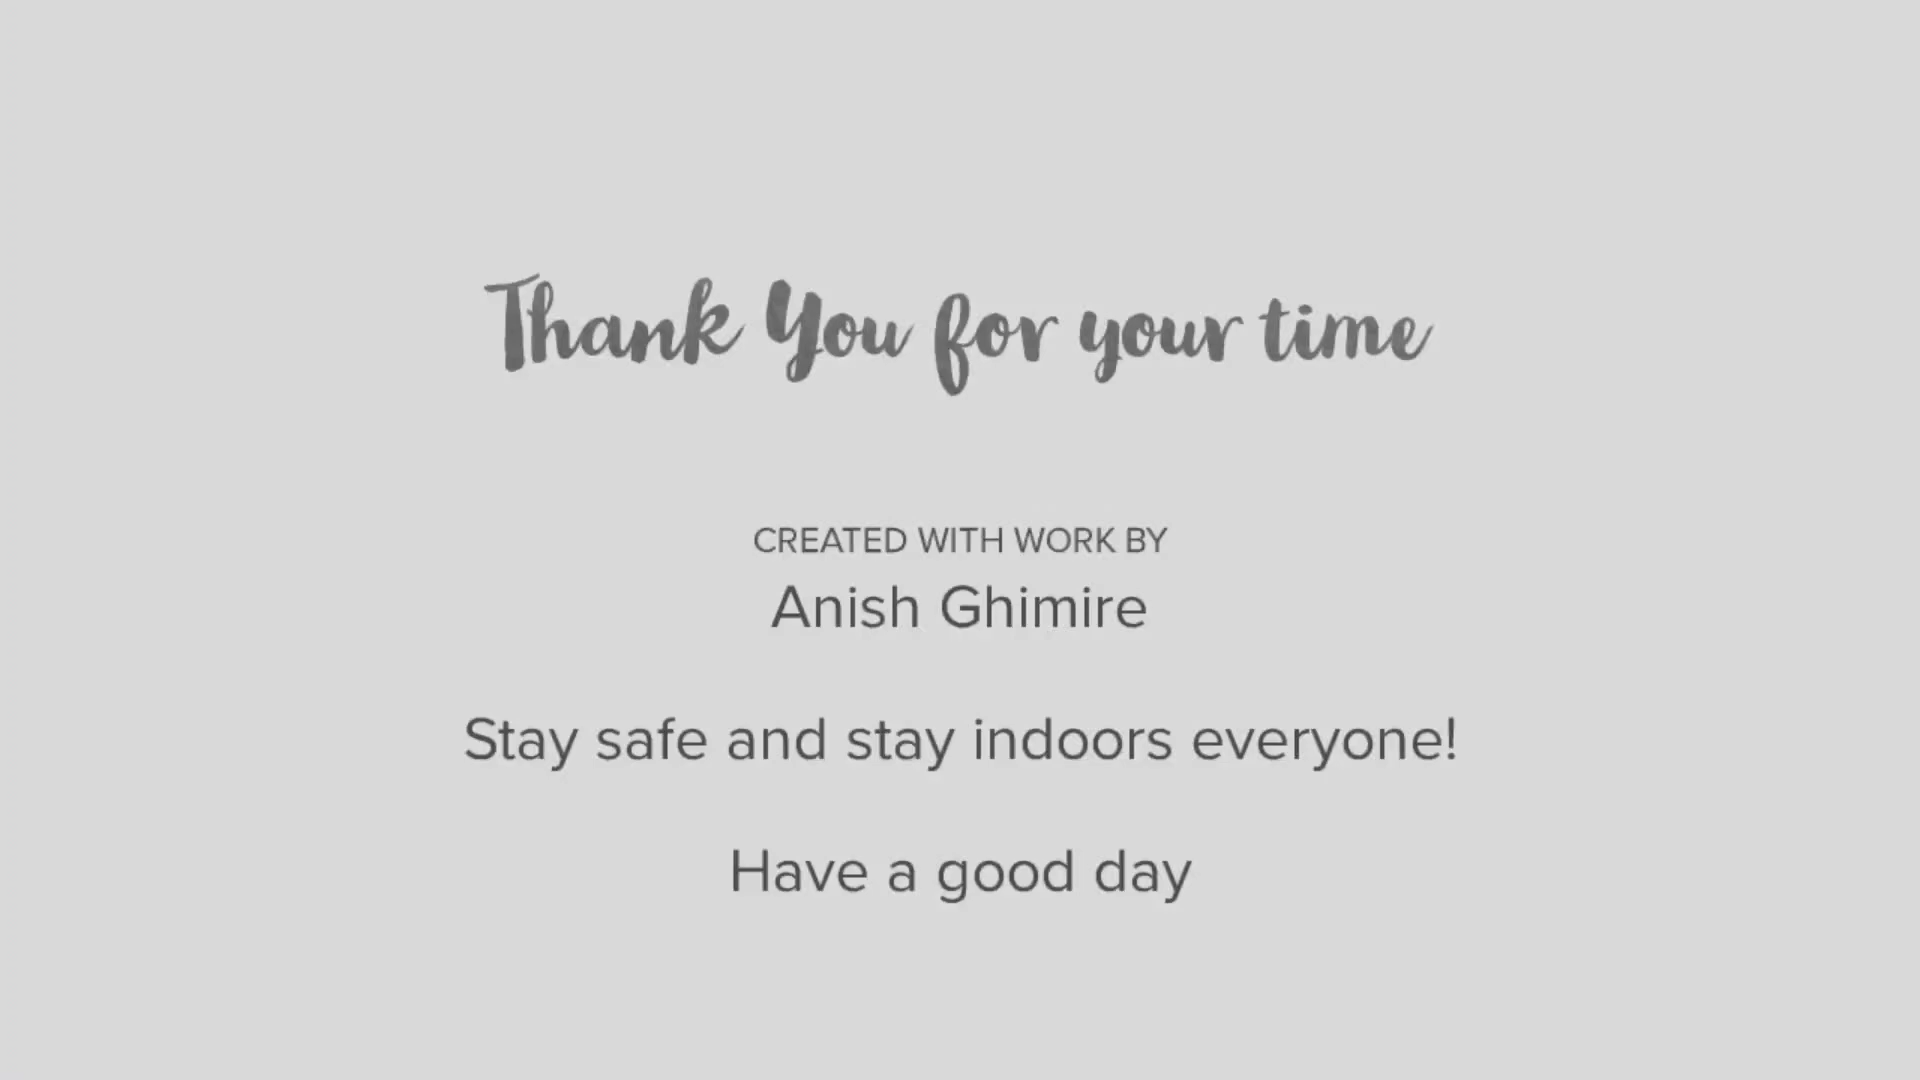 Thank You for your time
CREATED WITH WORK BY
Anish Ghimire
Stay safe and stay indoors everyone!
Have a good day